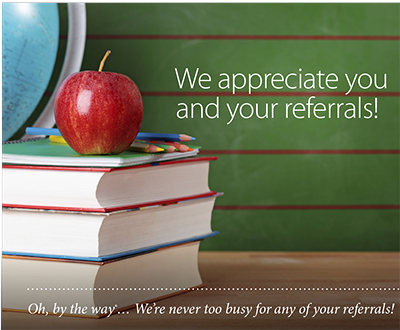 We appreciate you
and your referrals!
Oh, by the way®… We're never too busy for any of your referrals!